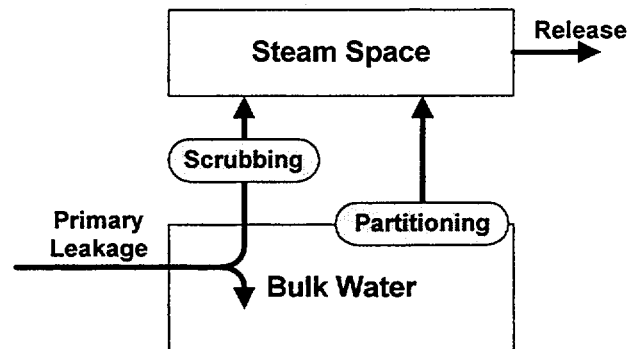 Release
Steam Space
Scrubbing
Primary
Leakage
Partitioning
Bulk Water